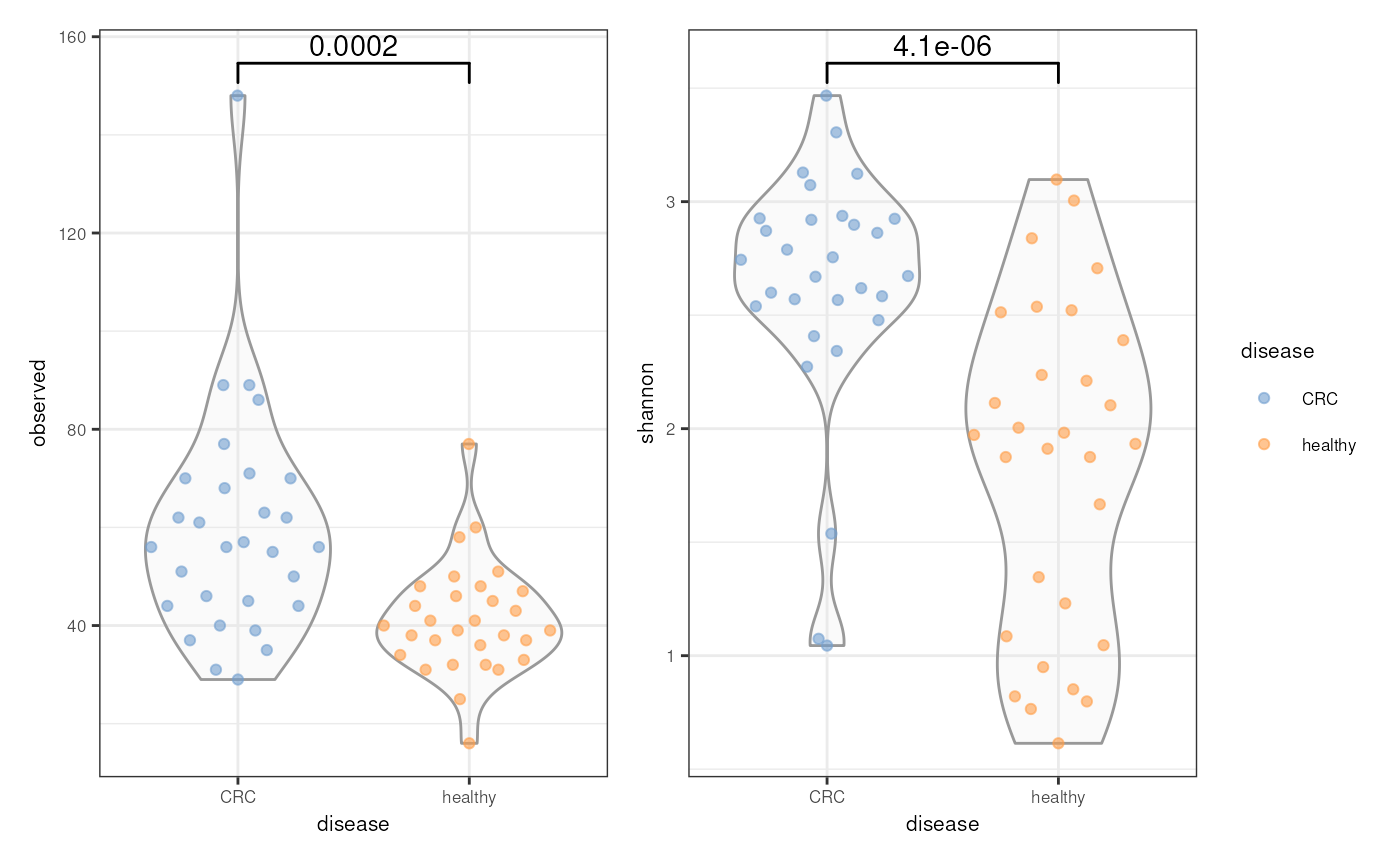 0.0002
160
120
80
40
observed
CRC
healthy
disease
4.1e-06
3
2
1
shannon
CRC
healthy
disease
disease
CRC
healthy